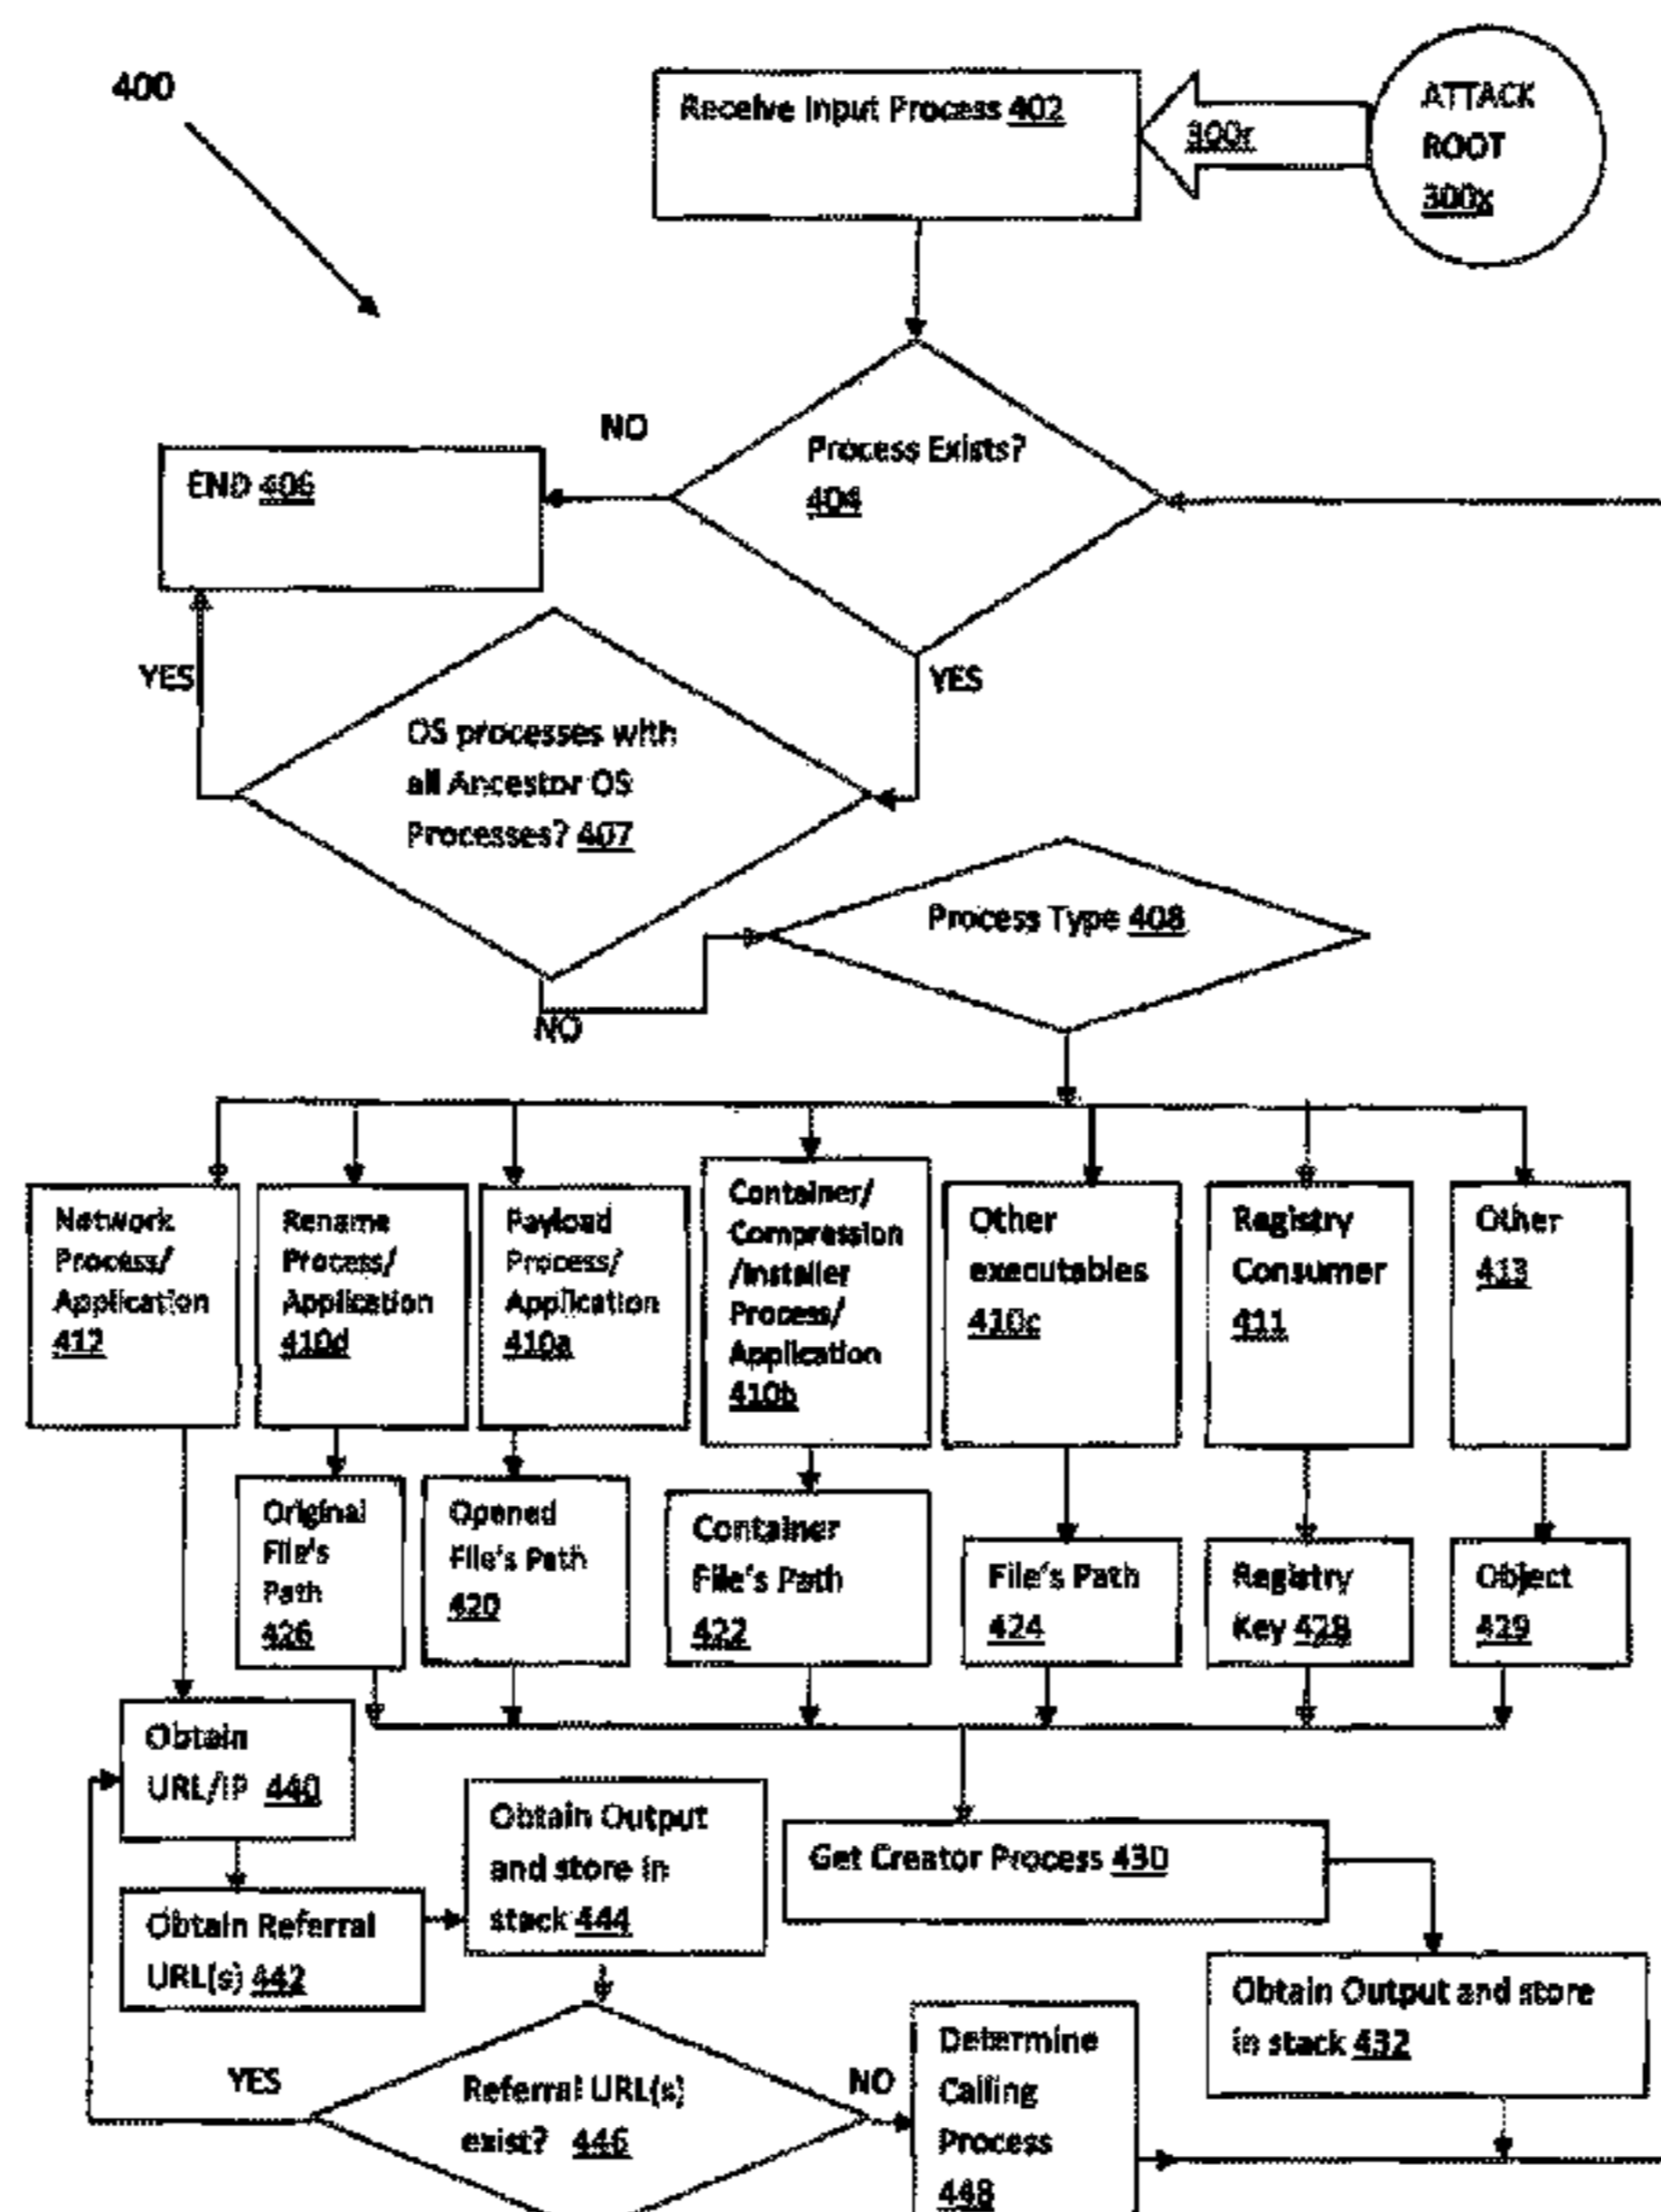 400
Receive Input Process 402
300r
ATTACK
ROOT
300x
NO
Process Exists?
404
END 406
YES
YES
OS processes with
all Ancestor OS
Processes? 407
Process Type 408
NO
Network
Process/
Application
412
Rename
Process/
Application
410d
Payload
Process/
Application
410a
Container/
Compression
/Installer
Process/
Application
410b
Other
executables
410c
Registry
Consumer
411
Other
413
Original
File's
Path
426
Opened
File's Path
420
Container
File's Path
422
File's Path
424
Registry
Key 428
Object
429
Obtain
URL/IP 440
Obtain Output
and store in
stack 444
Get Creator Process 430
Obtain Referral
URL(s) 442
Obtain Output and store
in stack 432
YES
Referral URL(s)
exist? 446
NO
Determine
Calling
Process
448